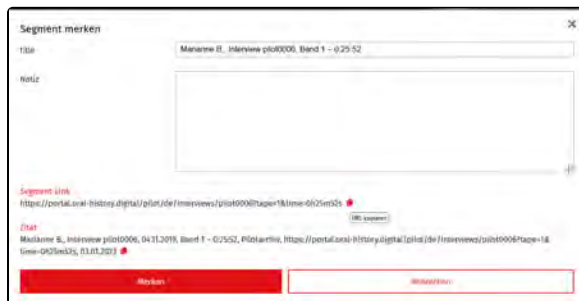 Segment merken
Title
Marianne B., Interview pilot0006, Band 1 – 0:25:52
Notiz
Segment Link
https://portal.oral-history.digital/pilot/de/interviews/pilot0006?tape=1&time=0h25m52s
URL kopieren
Zitat
Marianne B., Interview pilot0006, 04.11.2019, Band 1 – 0:25:52, Pilotarchiv, https://portal.oral-history.digital/pilot/de/interviews/pilot0006?tape=1&
time=0h25m52s, 03.01.2023
Merken